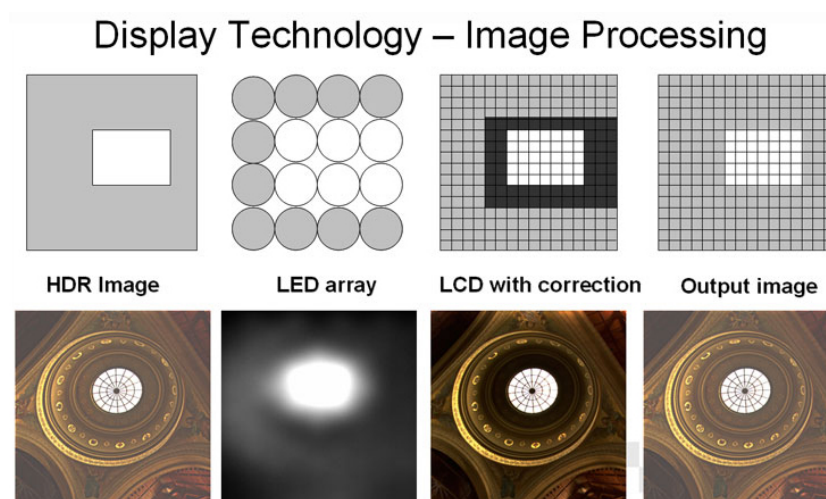 Display Technology – Image Processing
HDR Image
LED array
LCD with correction
Output image